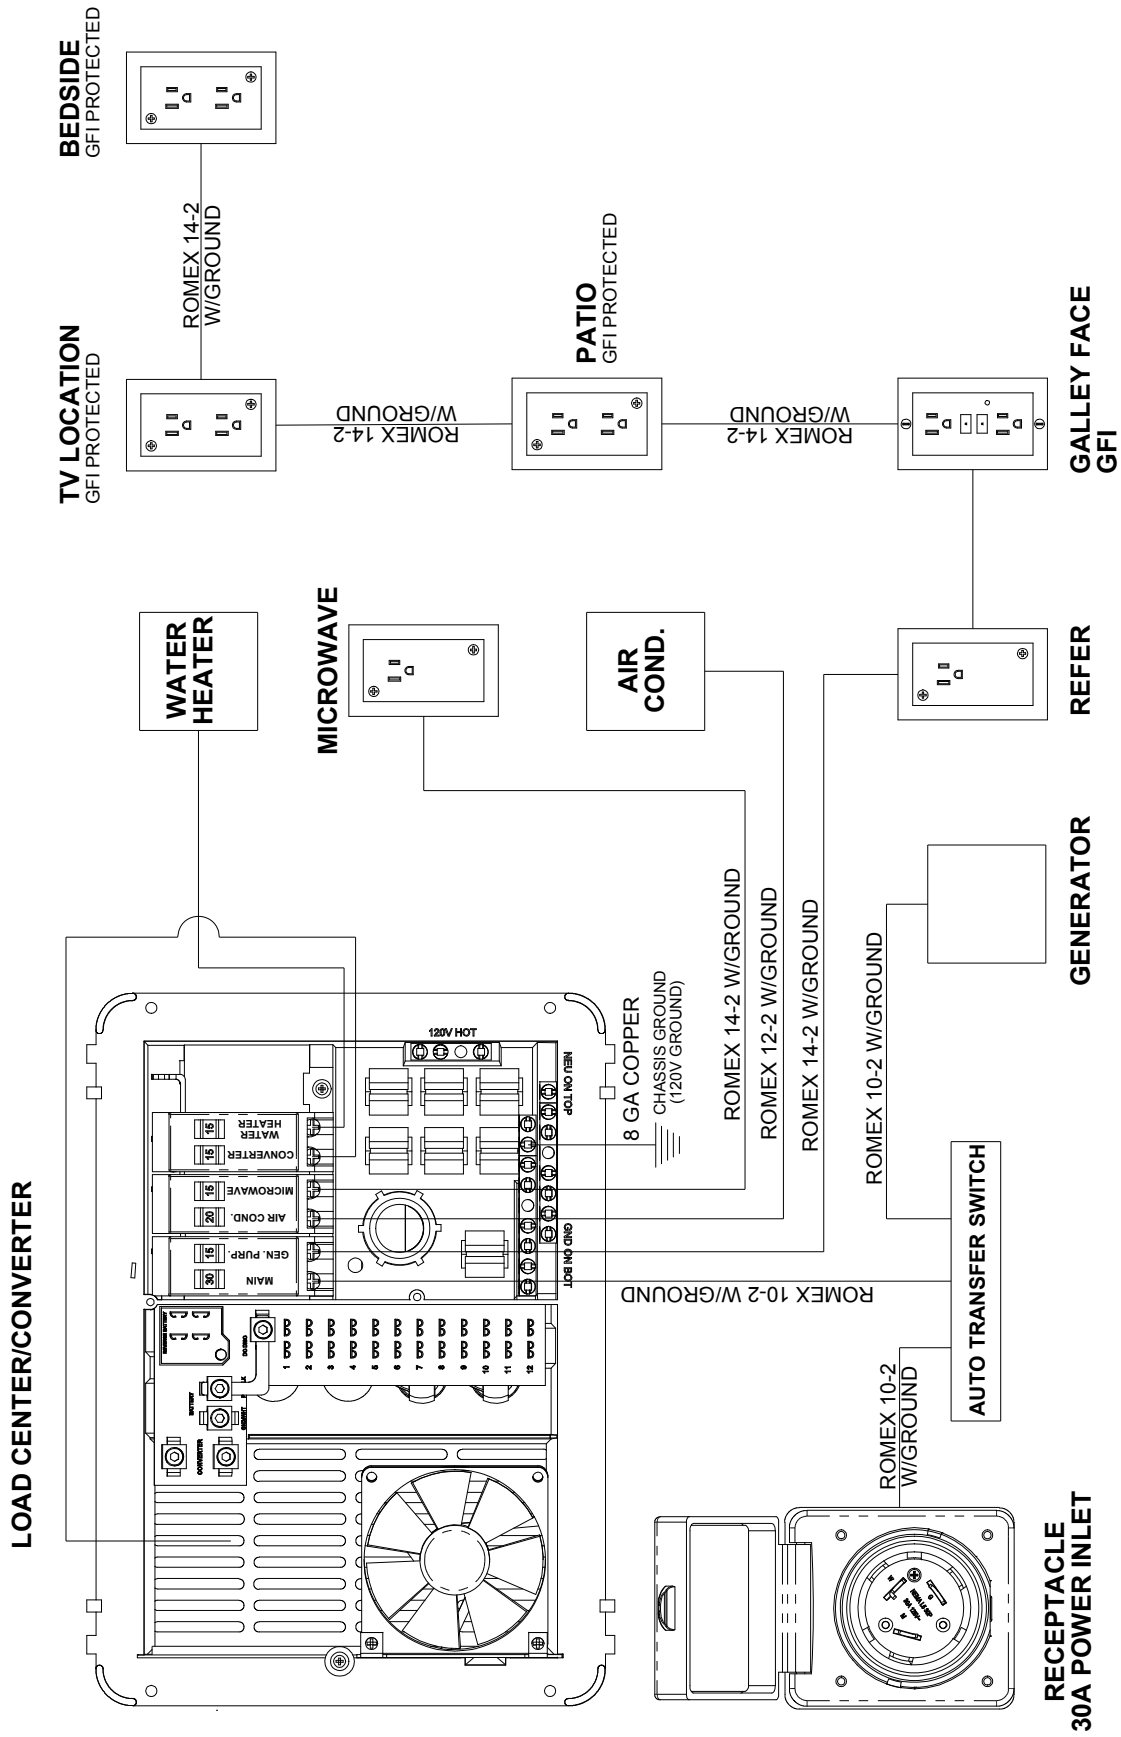 LOAD CENTER/CONVERTER
BEDSIDE
GFI PROTECTED
ROMEX 14-2
W/GROUND
TV LOCATION
GFI PROTECTED
ROMEX 14-2
W/GROUND
PATIO
GFI PROTECTED
ROMEX 14-2
W/GROUND
GALLEY FACE
GFI
WATER
HEATER
MICROWAVE
AIR
COND.
REFER
GENERATOR
120V HOT
NEU ON TOP
GND ON BOT
15
WATER
HEATER
15
CONVERTER
15
MICROWAVE
20
AIR COND.
15
GEN. PURP.
30
MAIN
REVERSE BATTERY
BATTERY
CONVERTER
1
2
3
4
5
6
7
8
9
10
11
12
8 GA COPPER
CHASSIS GROUND
(120V GROUND)
ROMEX 14-2 W/GROUND
ROMEX 12-2 W/GROUND
ROMEX 14-2 W/GROUND
ROMEX 10-2 W/GROUND
ROMEX 10-2 W/GROUND
AUTO TRANSFER SWITCH
ROMEX 10-2
W/GROUND
W
G
H
RECEPTACLE
30A POWER INLET